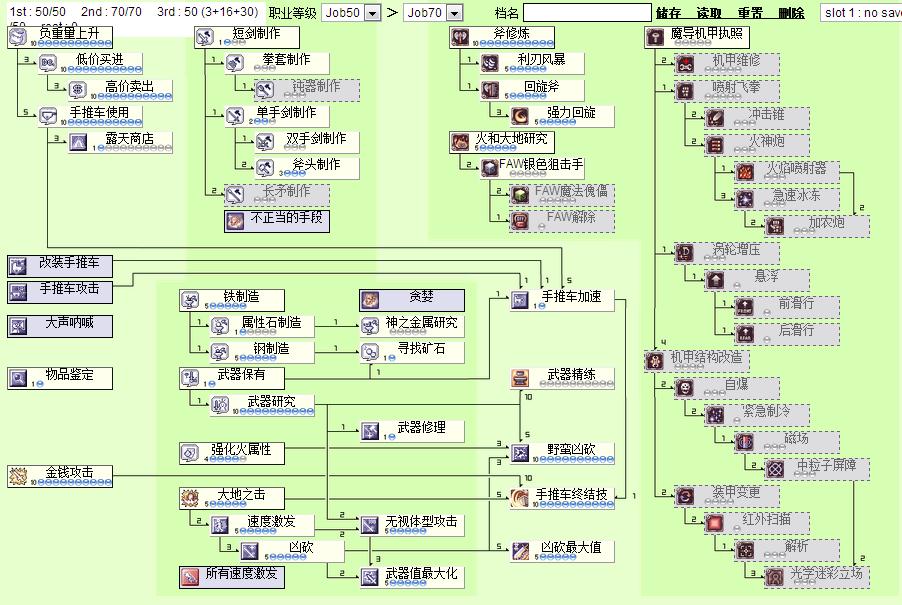 1st : 50/50 2nd : 70/70 3rd : 50 (3+16+30) 职业等级 Job50 > Job70 档名 储存 读取 重置 删除 slot 1 : no save
负重量上升
10
3 低价买进
10
3 高价卖出
10
5 手推车使用
10
3 露天商店
1
改装手推车
手推车攻击
大声呐喊
物品鉴定
1
金钱攻击
10
短剑制作
1
1 拳套制作
2 钝器制作
1 单手剑制作
2
2 双手剑制作
2 斧头制作
3
2 长矛制作
不正当的手段
斧修炼
10
1 利刃风暴
5
1 回旋斧
5
1 强力回旋
5
火和大地研究
5
2 FAW银色狙击手
2 FAW魔法傀儡
1 FAW解除
魔导机甲执照
2 机甲维修
1 喷射飞拳
2 冲击锥
2 火神炮
1 火焰喷射器
3 急速冰冻
2 加农炮
2
1 涡轮增压
1 悬浮
1 前滑行
1 后滑行
4
机甲结构改造
2 自爆
2 紧急制冷
1 磁场
2 中粒子屏障
2 装甲变更
1 红外扫描
2 解析
3 光学迷彩立场
2
铁制造
5
1 属性石制造
1
1 神之金属研究
1 钢制造
5
1 寻找矿石
1
贪婪
武器保有
1
1
1 武器研究
10
1 武器修理
1
强化火属性
4
大地之击
5
2 速度激发
5
3 凶砍
5
所有速度激发
1 1 5
1 手推车加速
1
武器精练
10
5
3 野蛮凶砍
10
3
10
5 手推车终结技
10
1
2
2 无视体型攻击
5
3
2 武器值最大化
5
5 凶砍最大值
5